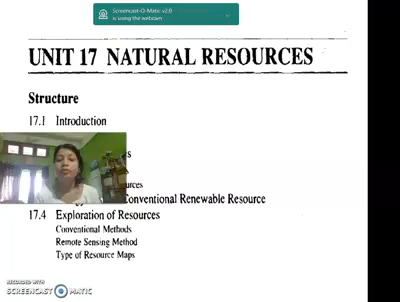 Screencast-O-Matic v2.0
is using the webcam
UNIT 17 NATURAL RESOURCES
Structure
17.1 Introduction
Conventional Renewable Resource
17.4 Exploration of Resources
Conventional Methods
Remote Sensing Method
Type of Resource Maps
RECORDED WITH
SCREENCAST MATIC